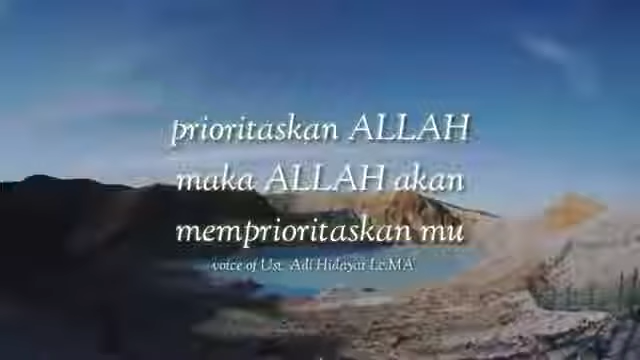 prioritaskan ALLAH
maka ALLAH akan
memprioritaskan mu
voice of Ust. Adi Hidayat Lc.MA